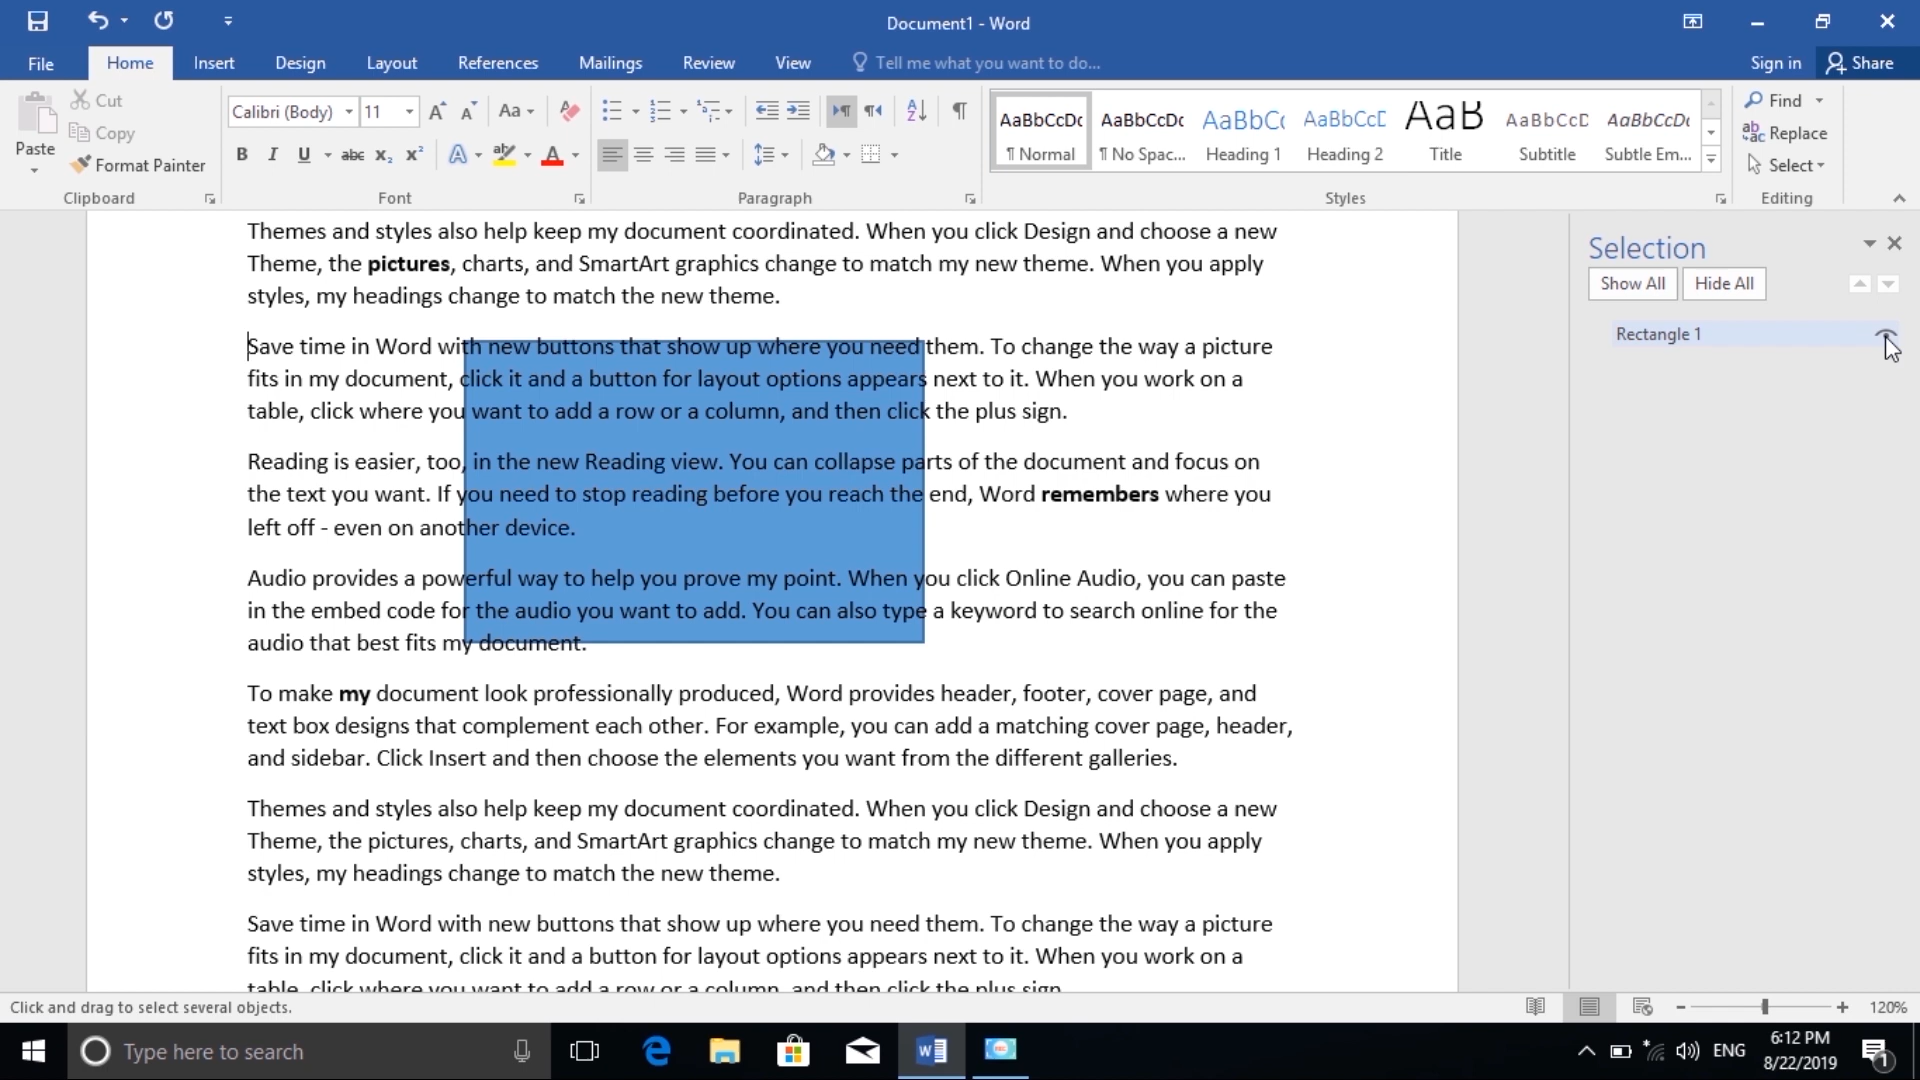 Document1 - Word
File Home Insert Design Layout References Mailings Review View Tell me what you want to do... Sign in Share
Paste
Cut
Copy
Format Painter
Clipboard
Calibri (Body) 11 Aa
B I U abc x₂ x² A ab A
Font
Paragraph
AaBbCcDc AaBbCcDc AaBbCc AaBbCcE AaB AaBbCcD AaBbCcDc
¶ Normal ¶ No Spac... Heading 1 Heading 2 Title Subtitle Subtle Em...
Styles
Find
Replace
Select
Editing
Themes and styles also help keep my document coordinated. When you click Design and choose a new
Theme, the pictures, charts, and SmartArt graphics change to match my new theme. When you apply
styles, my headings change to match the new theme.
Save time in Word with new buttons that show up where you need them. To change the way a picture
fits in my document, click it and a button for layout options appears next to it. When you work on a
table, click where you want to add a row or a column, and then click the plus sign.
Reading is easier, too, in the new Reading view. You can collapse parts of the document and focus on
the text you want. If you need to stop reading before you reach the end, Word remembers where you
left off - even on another device.
Audio provides a powerful way to help you prove my point. When you click Online Audio, you can paste
in the embed code for the audio you want to add. You can also type a keyword to search online for the
audio that best fits my document.
To make my document look professionally produced, Word provides header, footer, cover page, and
text box designs that complement each other. For example, you can add a matching cover page, header,
and sidebar. Click Insert and then choose the elements you want from the different galleries.
Themes and styles also help keep my document coordinated. When you click Design and choose a new
Theme, the pictures, charts, and SmartArt graphics change to match my new theme. When you apply
styles, my headings change to match the new theme.
Save time in Word with new buttons that show up where you need them. To change the way a picture
fits in my document, click it and a button for layout options appears next to it. When you work on a
table, click where you want to add a row or a column, and then click the plus sign.
Selection
Show All Hide All
Rectangle 1
Click and drag to select several objects.
120%
Type here to search
ENG
6:12 PM
8/22/2019
1